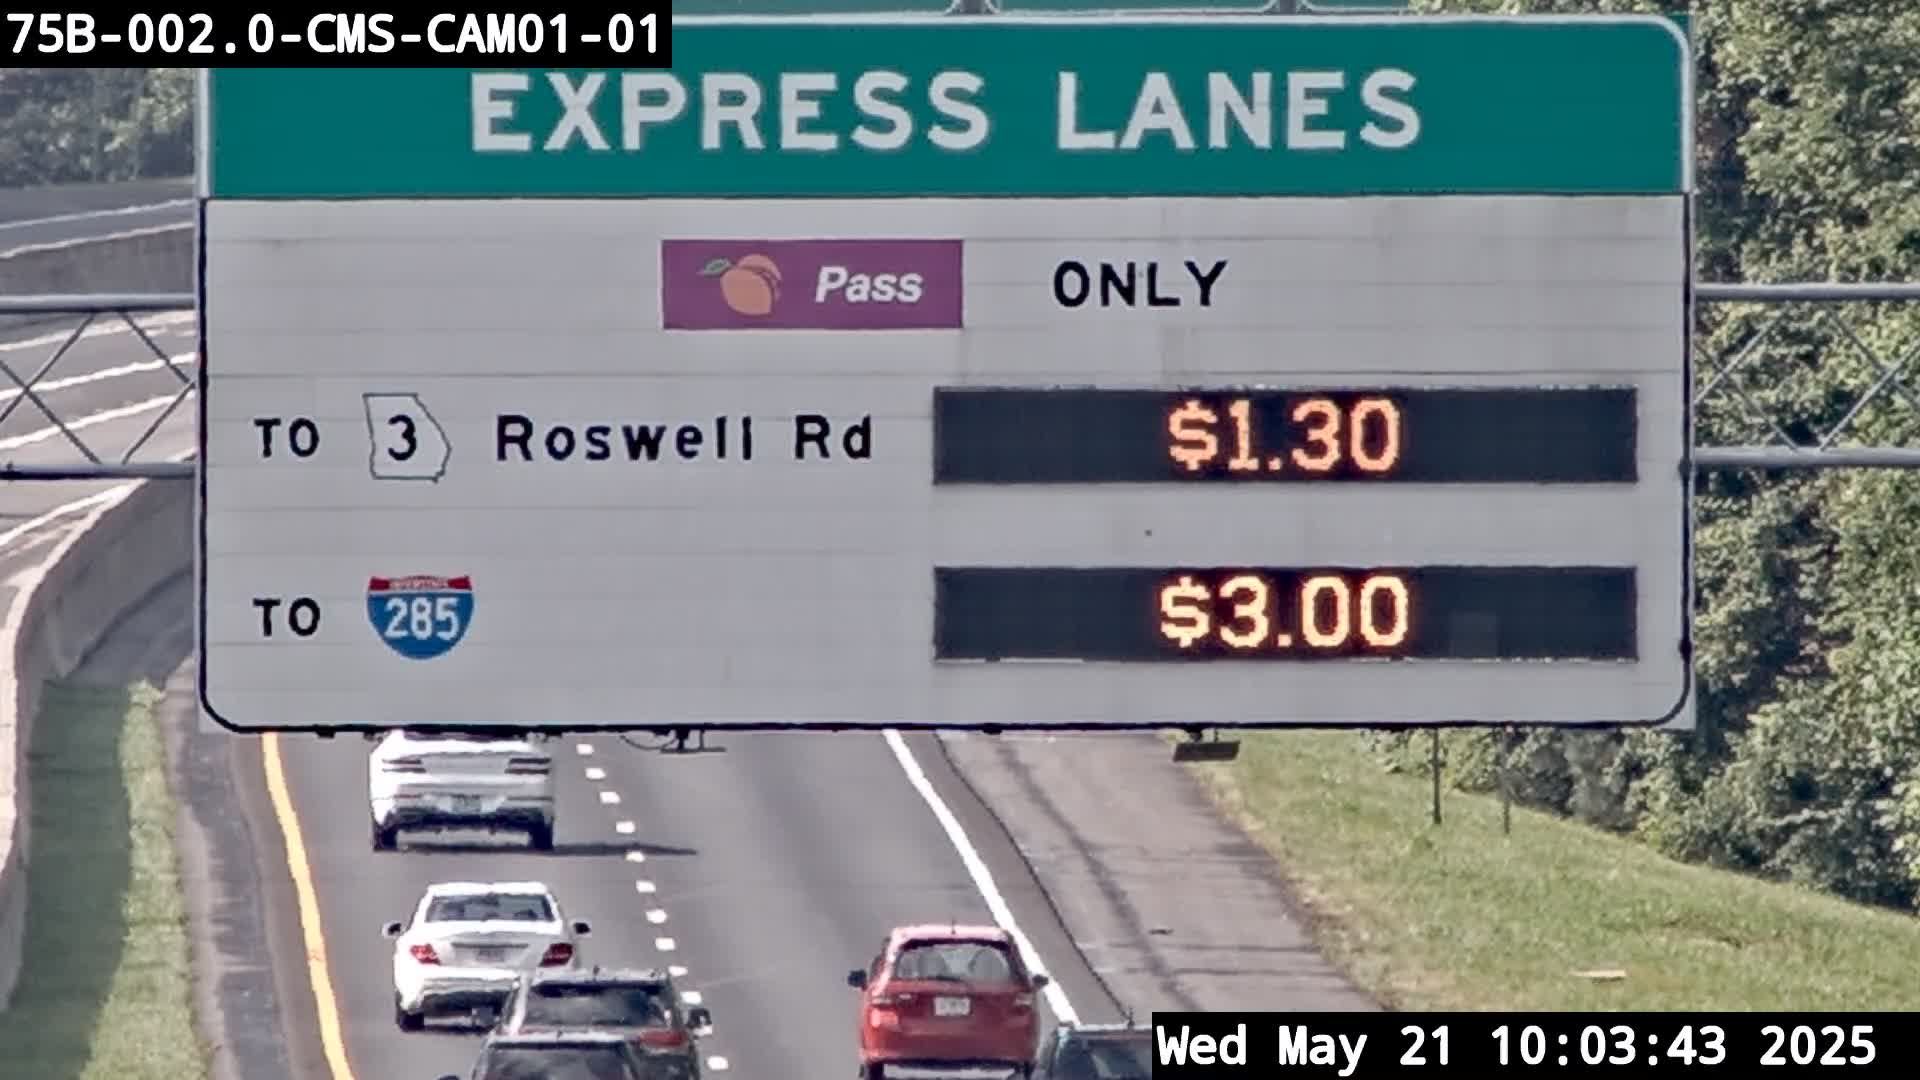 75B-002.0-CMS-CAM01-01
EXPRESS LANES
Pass ONLY
TO 3 Roswell Rd $1.30
INTERSTATE
TO 285 $3.00
Wed May 21 10:03:43 2025